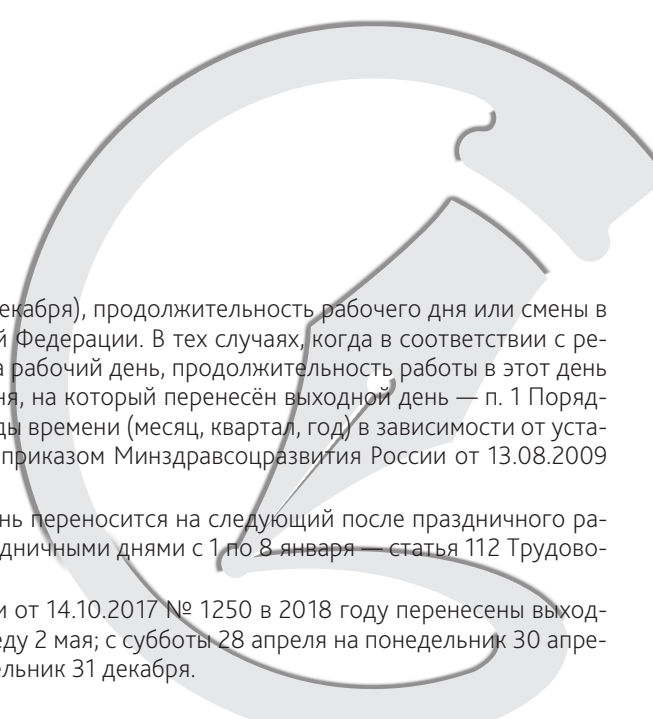 екабря), продолжительность рабочего дня или смены в
й Федерации. В тех случаях, когда в соответствии с ре-
а рабочий день, продолжительность работы в этот день
ня, на который перенесён выходной день — п. 1 Поряд-
ды времени (месяц, квартал, год) в зависимости от уста-
приказом Минздравсоцразвития России от 13.08.2009
нь переносится на следующий после праздничного ра-
дничными днями с 1 по 8 января — статья 112 Трудово-
и от 14.10.2017 № 1250 в 2018 году перенесены выход-
еду 2 мая; с субботы 28 апреля на понедельник 30 апре-
ельник 31 декабря.